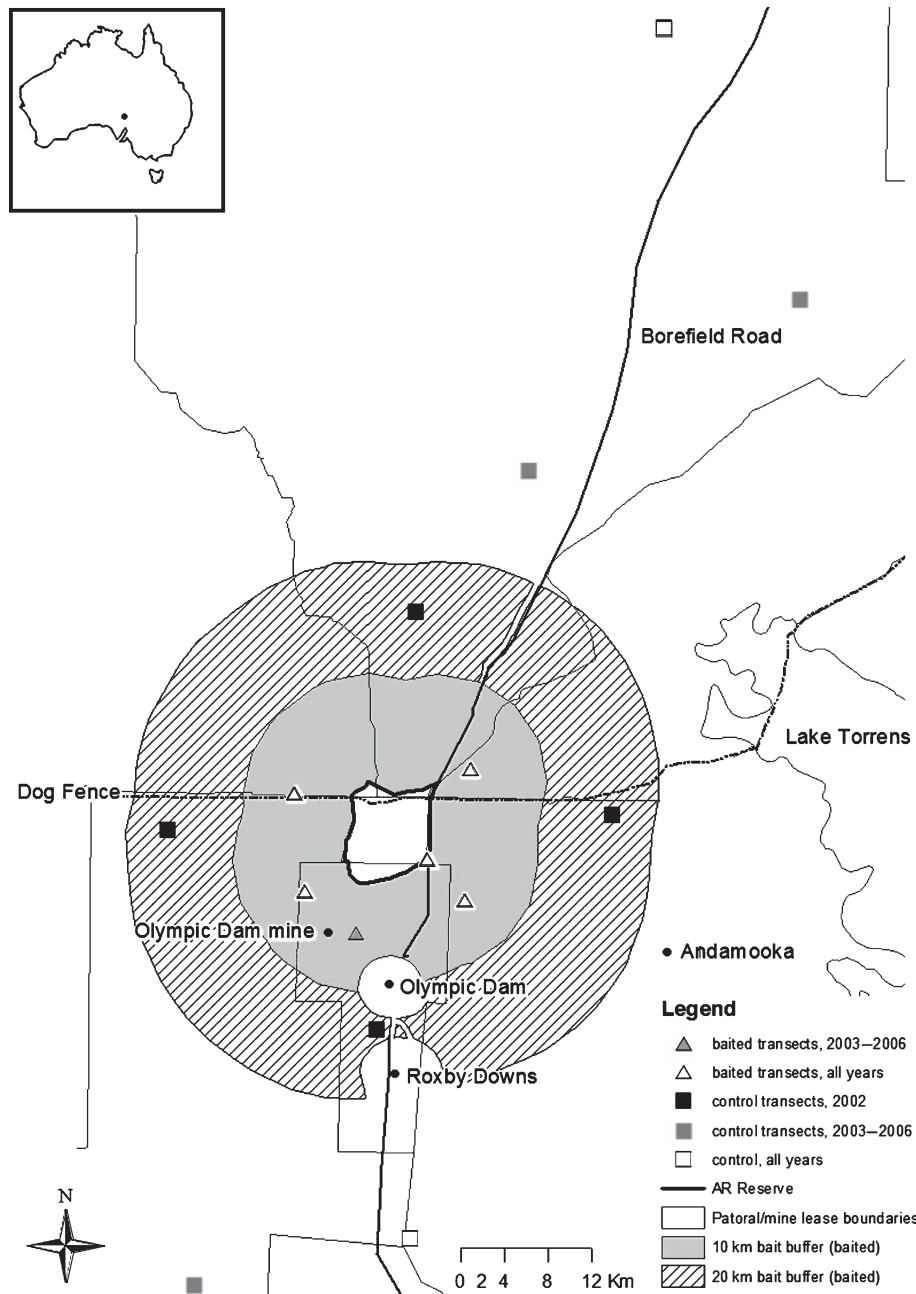 Borefield Road
Lake Torrens
Dog Fence
Olympic Dam mine
Andamooka
Olympic Dam
Roxby Downs
Legend
baited transects, 2003–2006
baited transects, all years
control transects, 2002
control transects, 2003–2006
control, all years
AR Reserve
Patoral/mine lease boundaries
10 km bait buffer (baited)
20 km bait buffer (baited)
N
0 2 4 8 12 Km